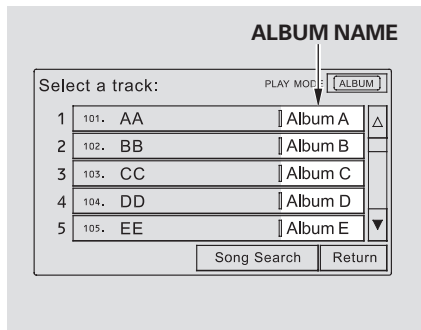 ALBUM NAME
Select a track: PLAY MODE [ALBUM]
1 101. AA Album A
2 102. BB Album B
3 103. CC Album C
4 104. DD Album D
5 105. EE Album E
Song Search Return